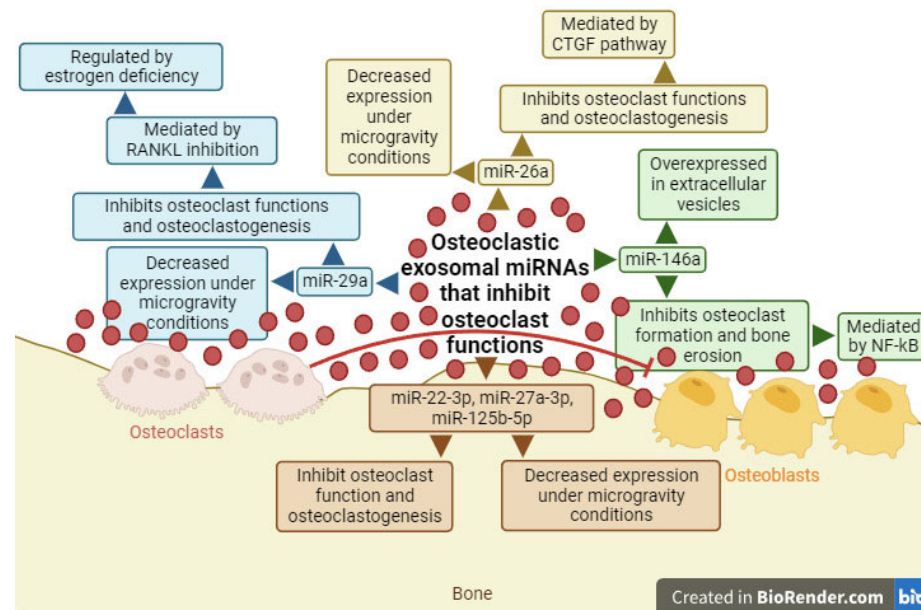 Mediated by
CTGF pathway
Regulated by
estrogen deficiency
Decreased
expression
under
microgravity
conditions
Inhibits osteoclast functions
and osteoclastogenesis
Mediated by
RANKL inhibition
miR-26a
Overexpressed
in extracellular
vesicles
Inhibits osteoclast functions
and osteoclastogenesis
Osteoclastic
exosomal miRNAs
that inhibit
osteoclast
functions
miR-146a
Decreased
expression under
microgravity
conditions
miR-29a
Inhibits osteoclast
formation and bone
erosion
Mediated
by NF-kB
miR-22-3p, miR-27a-3p,
miR-125b-5p
Osteoclasts
Osteoblasts
Inhibit osteoclast
function and
osteoclastogenesis
Decreased expression
under microgravity
conditions
Bone
Created in BioRender.com